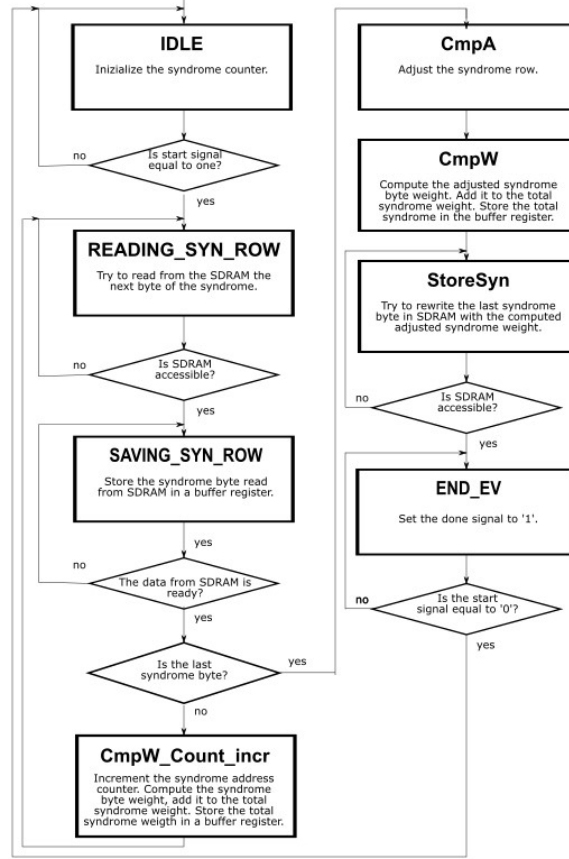 IDLE
Inizialize the syndrome counter.
Is start signal
equal to one?
no
yes
READING_SYN_ROW
Try to read from the SDRAM the
next byte of the syndrome.
Is SDRAM
accessible?
no
yes
SAVING_SYN_ROW
Store the syndrome byte read
from SDRAM in a buffer register.
yes
The data from SDRAM is
ready?
no
yes
Is the last
syndrome byte?
yes
no
CmpW_Count_incr
Increment the syndrome address
counter. Compute the syndrome
byte weight, add it to the total
syndrome weight. Store the total
syndrome weigth in a buffer register.
CmpA
Adjust the syndrome row.
CmpW
Compute the adjusted syndrome
byte weight. Add it to the total
syndrome weight. Store the total
syndrome in the buffer register.
StoreSyn
Try to rewrite the last syndrome
byte in SDRAM with the computed
adjusted syndrome weight.
Is SDRAM
accessible?
no
yes
END_EV
Set the done signal to '1'.
Is the start
signal equal to '0'?
no
yes